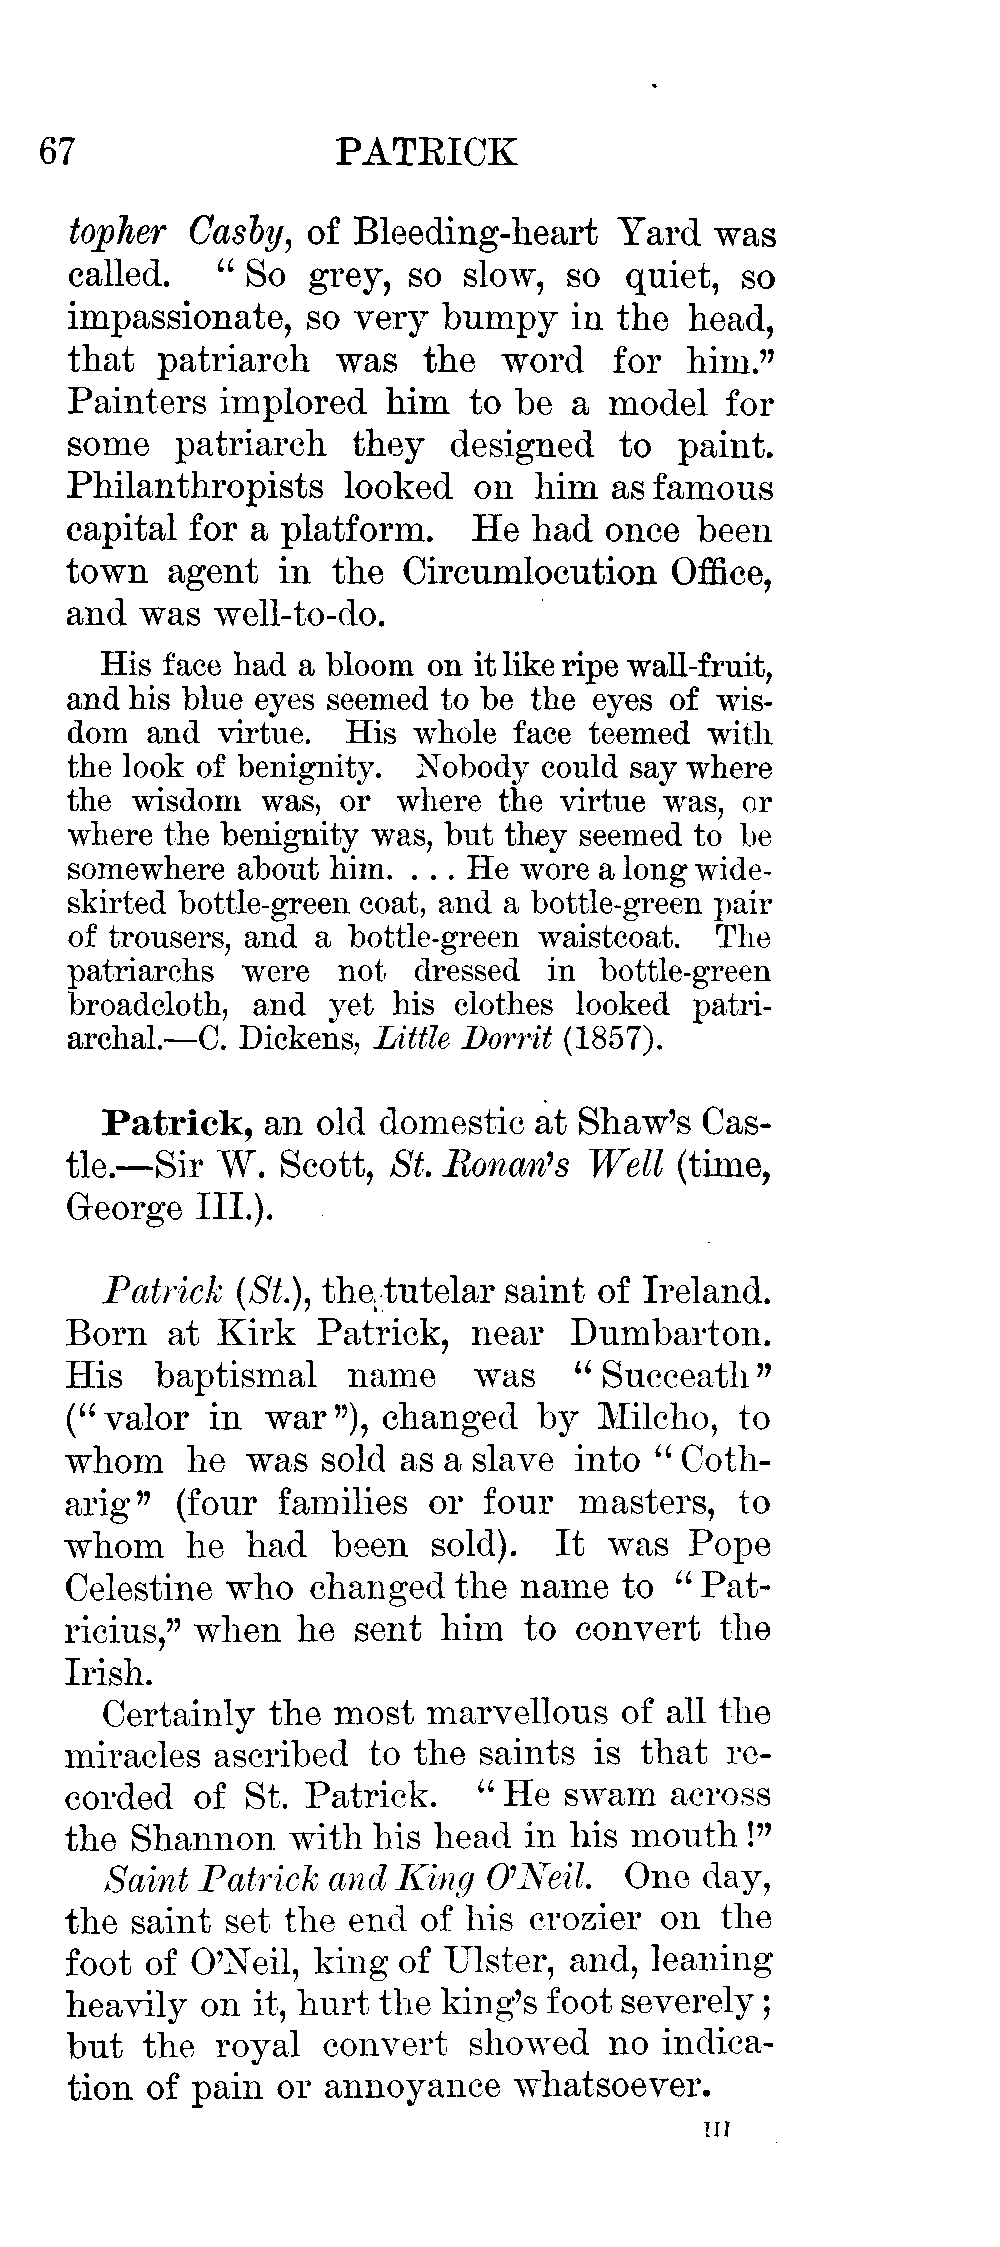 67 PATRICK
topher Casby, of Bleeding-heart Yard was
called. “So grey, so slow, so quiet, so
impassionate, so very bumpy in the head,
that patriarch was the word for him.”
Painters implored him to be a model for
some patriarch they designed to paint.
Philanthropists looked on him as famous
capital for a platform. He had once been
town agent in the Circumlocution Office,
and was well-to-do.
His face had a bloom on it like ripe wall-fruit,
and his blue eyes seemed to be the eyes of wis-
dom and virtue. His whole face teemed with
the look of benignity. Nobody could say where
the wisdom was, or where the virtue was, or
where the benignity was, but they seemed to be
somewhere about him. . . . He wore a long wide-
skirted bottle-green coat, and a bottle-green pair
of trousers, and a bottle-green waistcoat. The
patriarchs were not dressed in bottle-green
broadcloth, and yet his clothes looked patri-
archal.—C. Dickens, Little Dorrit (1857).
Patrick, an old domestic at Shaw’s Cas-
tle.—Sir W. Scott, St. Ronan’s Well (time,
George III.).
Patrick (St.), the tutelar saint of Ireland.
Born at Kirk Patrick, near Dumbarton.
His baptismal name was “Succeath”
(“valor in war”), changed by Milcho, to
whom he was sold as a slave into “Coth-
arig” (four families or four masters, to
whom he had been sold). It was Pope
Celestine who changed the name to “Pat-
ricius,” when he sent him to convert the
Irish.
Certainly the most marvellous of all the
miracles ascribed to the saints is that re-
corded of St. Patrick. “He swam across
the Shannon with his head in his mouth!”
Saint Patrick and King O’Neil. One day,
the saint set the end of his crozier on the
foot of O’Neil, king of Ulster, and, leaning
heavily on it, hurt the king’s foot severely;
but the royal convert showed no indica-
tion of pain or annoyance whatsoever.
III